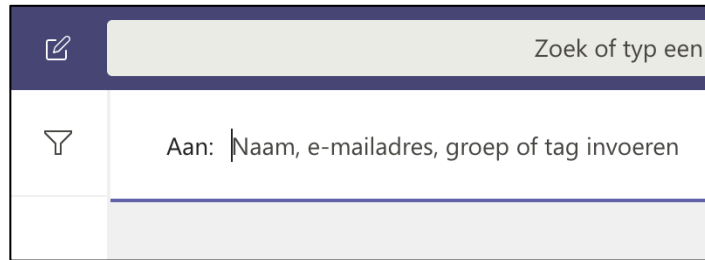 Zoek of typ een
Aan: Naam, e-mailadres, groep of tag invoeren